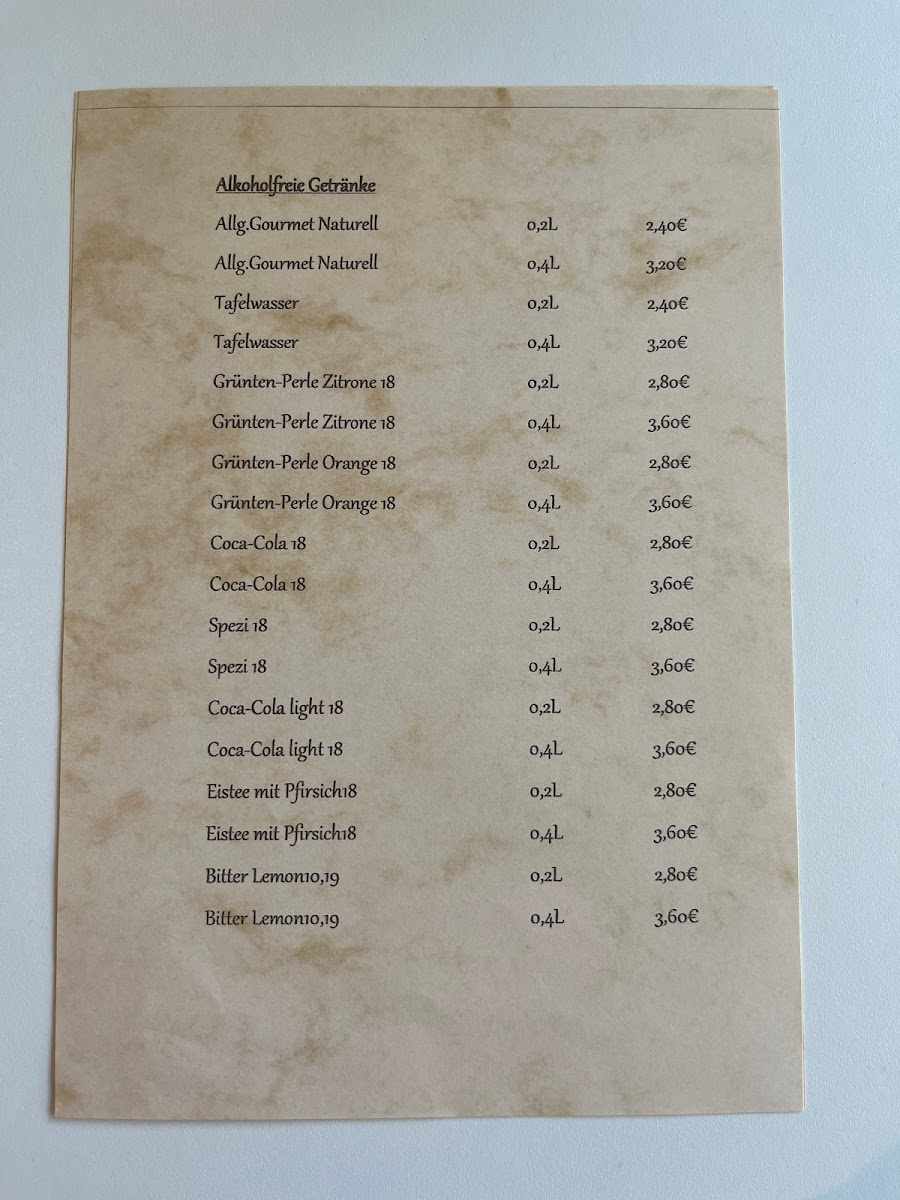 Alkoholfreie Getränke
Allg.Gourmet Naturell 0,2L 2,40€
Allg.Gourmet Naturell 0,4L 3,20€
Tafelwasser 0,2L 2,40€
Tafelwasser 0,4L 3,20€
Grünten-Perle Zitrone 18 0,2L 2,80€
Grünten-Perle Zitrone 18 0,4L 3,60€
Grünten-Perle Orange 18 0,2L 2,80€
Grünten-Perle Orange 18 0,4L 3,60€
Coca-Cola 18 0,2L 2,80€
Coca-Cola 18 0,4L 3,60€
Spezi 18 0,2L 2,80€
Spezi 18 0,4L 3,60€
Coca-Cola light 18 0,2L 2,80€
Coca-Cola light 18 0,4L 3,60€
Eistee mit Pfirsich18 0,2L 2,80€
Eistee mit Pfirsich18 0,4L 3,60€
Bitter Lemon10,19 0,2L 2,80€
Bitter Lemon10,19 0,4L 3,60€